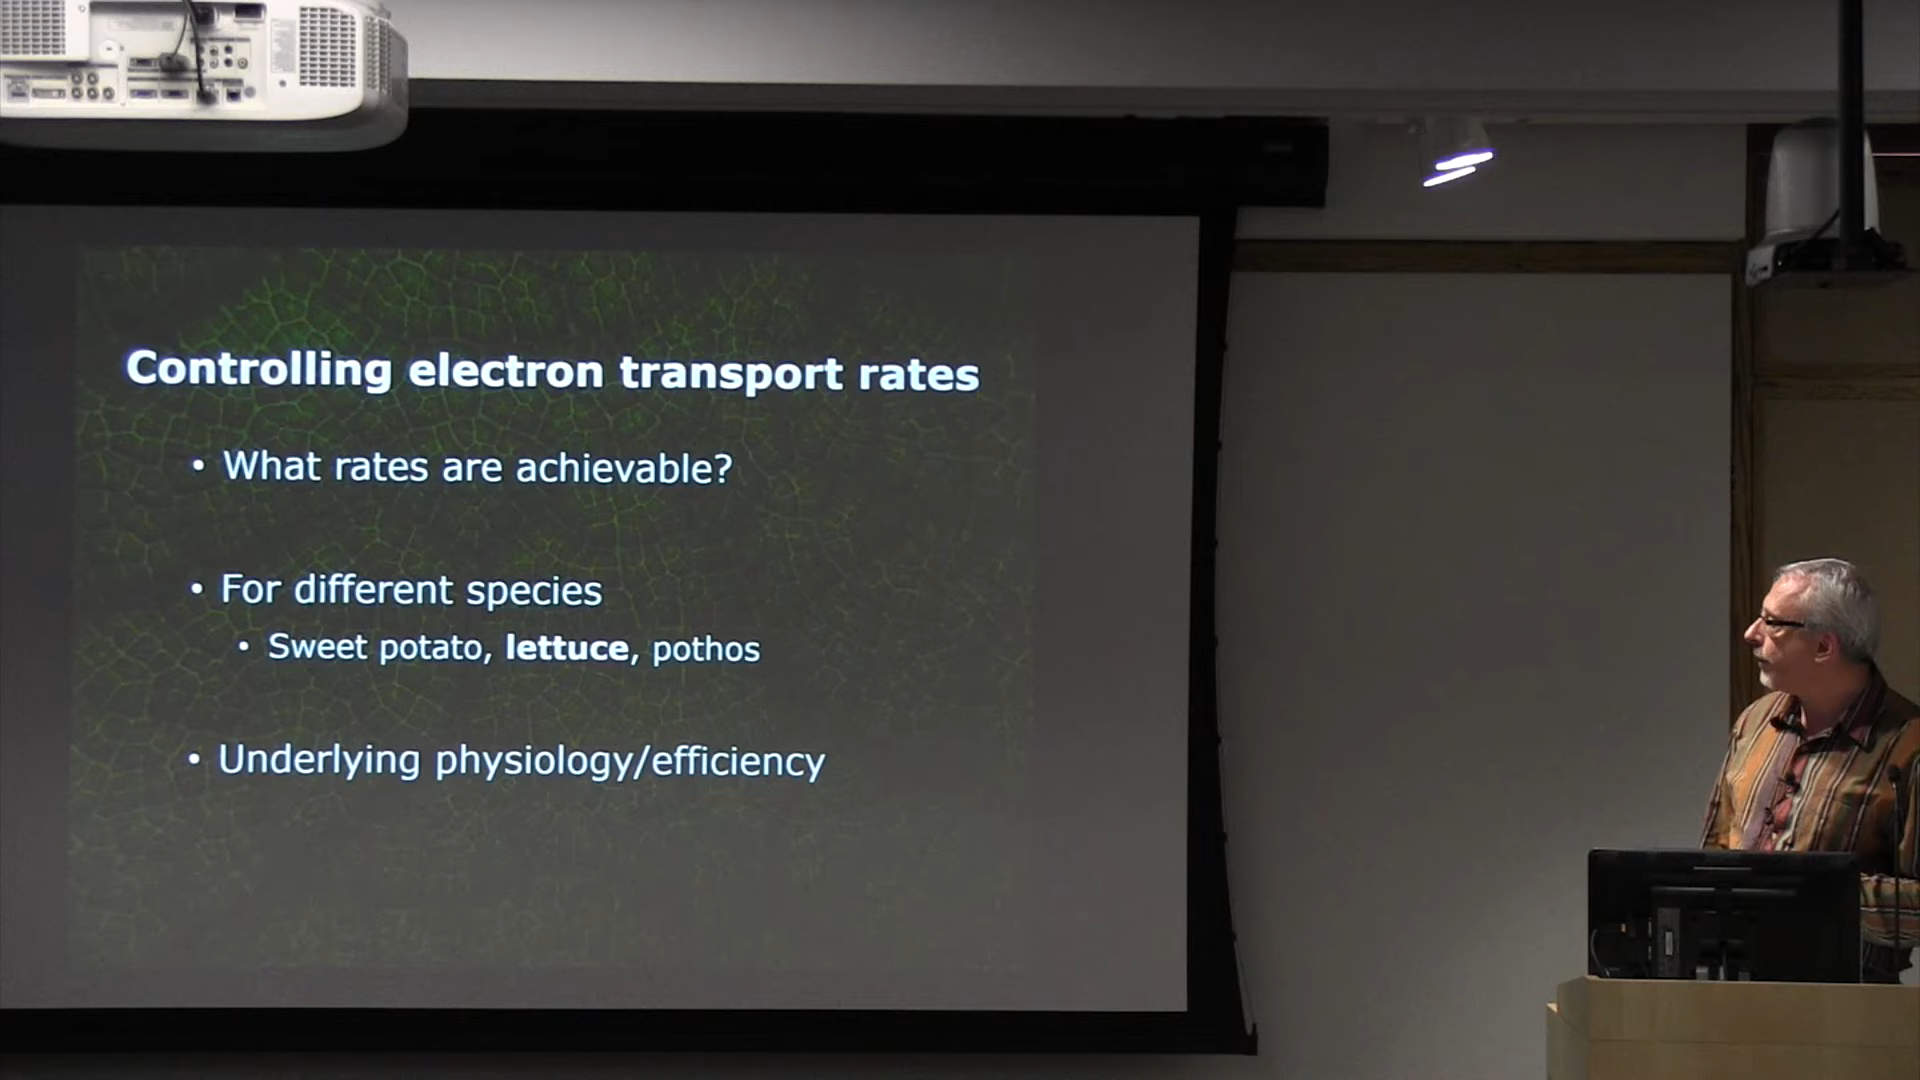 Controlling electron transport rates
• What rates are achievable?
• For different species
• Sweet potato, lettuce, pothos
• Underlying physiology/efficiency